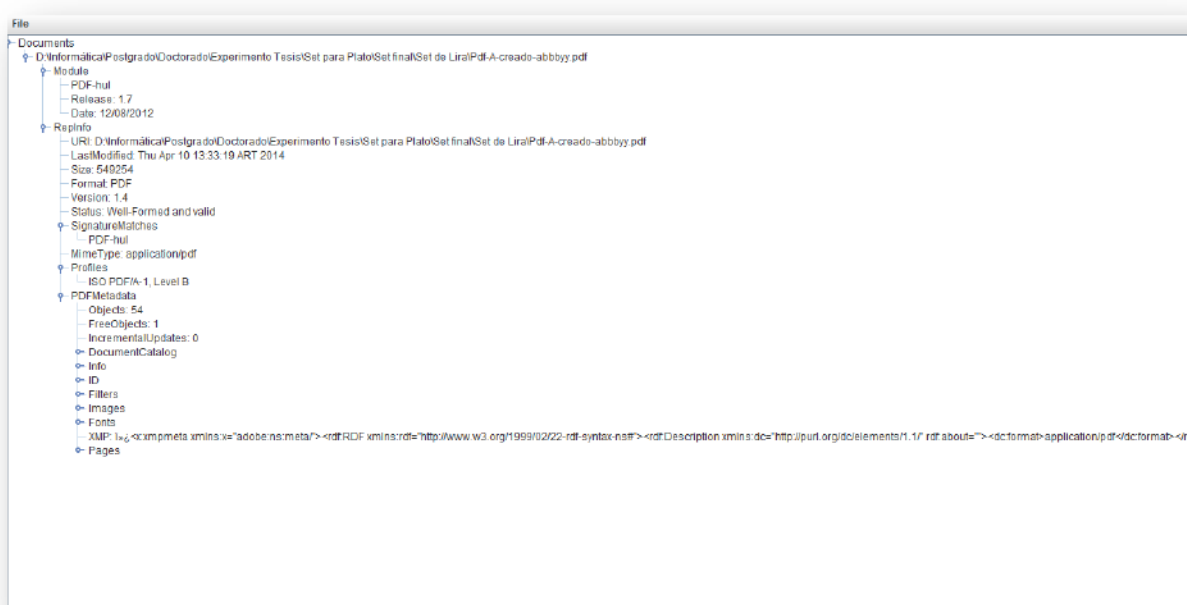 File
Documents
D:\Informática\Postgrado\Doctorado\Experimento Tesis\Set para Plato\Set final\Set de Lira\Pdf-A-creado-abbbyy.pdf
Module
PDF-hul
Release: 1.7
Date: 12/08/2012
RepInfo
URI: D:\Informática\Postgrado\Doctorado\Experimento Tesis\Set para Plato\Set final\Set de Lira\Pdf-A-creado-abbbyy.pdf
LastModified: Thu Apr 10 13:33:19 ART 2014
Size: 549254
Format: PDF
Version: 1.4
Status: Well-Formed and valid
SignatureMatches
PDF-hul
MimeType: application/pdf
Profiles
ISO PDF/A-1, Level B
PDFMetadata
Objects: 54
FreeObjects: 1
IncrementalUpdates: 0
DocumentCatalog
Info
ID
Filters
Images
Fonts
XMP: ï»¿<x:xmpmeta xmlns:x="adobe:ns:meta/"><rdf:RDF xmlns:rdf="http://www.w3.org/1999/02/22-rdf-syntax-ns#"><rdf:Description xmlns:dc="http://purl.org/dc/elements/1.1/" rdf:about=""><dc:format>application/pdf</dc:format></r
Pages